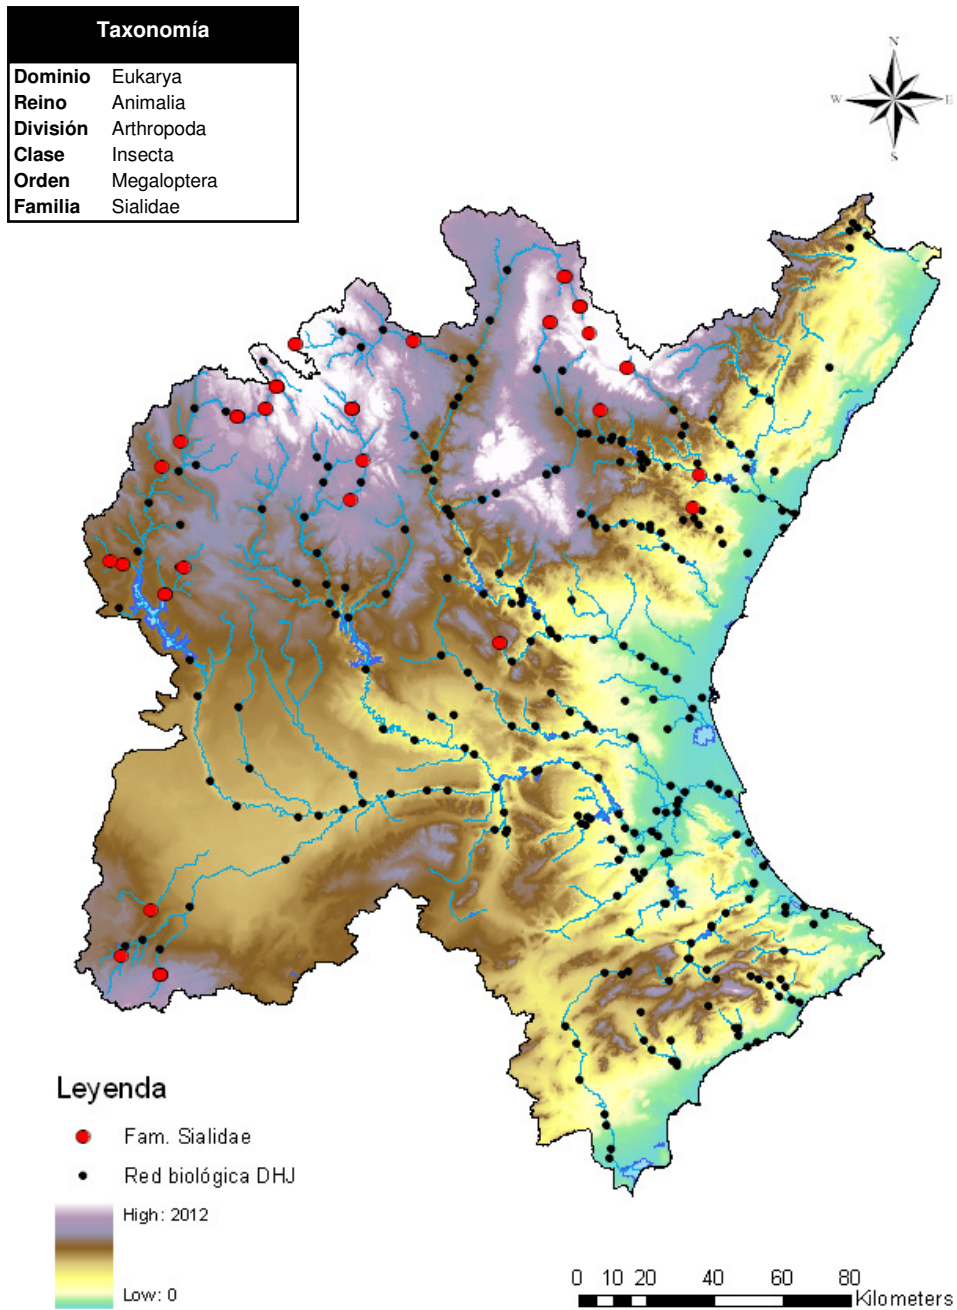 Taxonomía
Dominio Eukarya
Reino Animalia
División Arthropoda
Clase Insecta
Orden Megaloptera
Familia Sialidae
N
W E
S
Leyenda
Fam. Sialidae
Red biológica DHJ
High: 2012
Low: 0
0 10 20 40 60 80
Kilometers